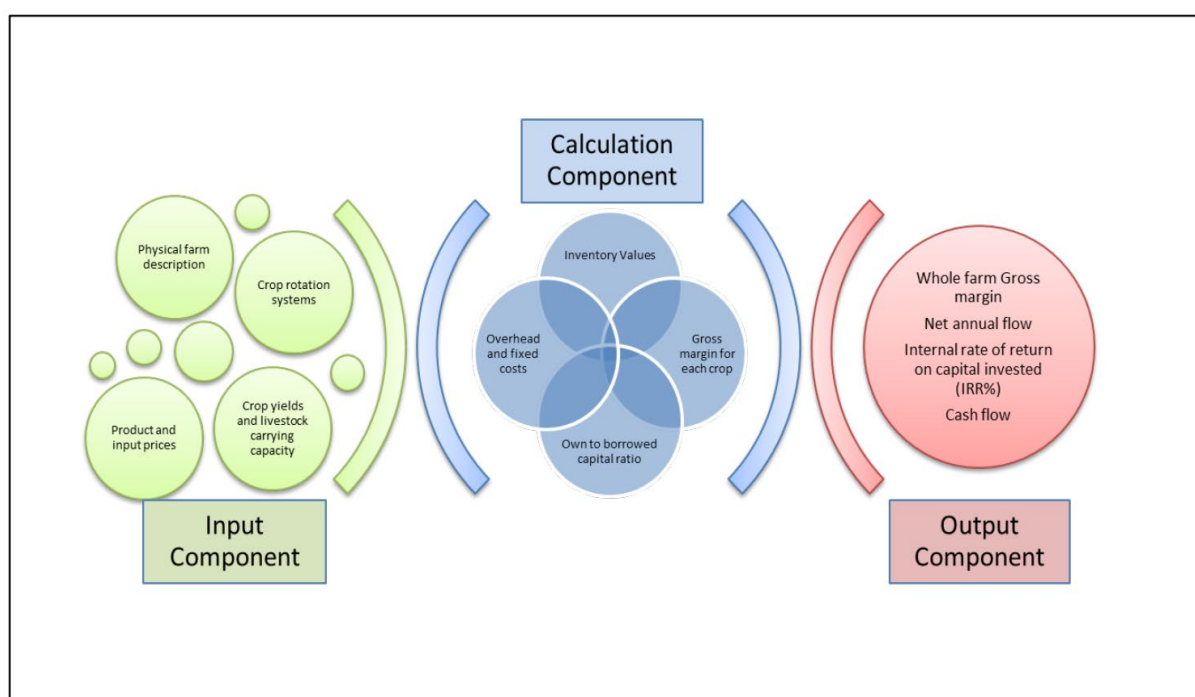 Calculation
Component
Physical farm
description
Crop rotation
systems
Product and
input prices
Crop yields
and livestock
carrying
capacity
Input
Component
Inventory Values
Overhead
and fixed
costs
Gross
margin for
each crop
Own to borrowed
capital ratio
Whole farm Gross
margin
Net annual flow
Internal rate of return
on capital invested
(IRR%)
Cash flow
Output
Component